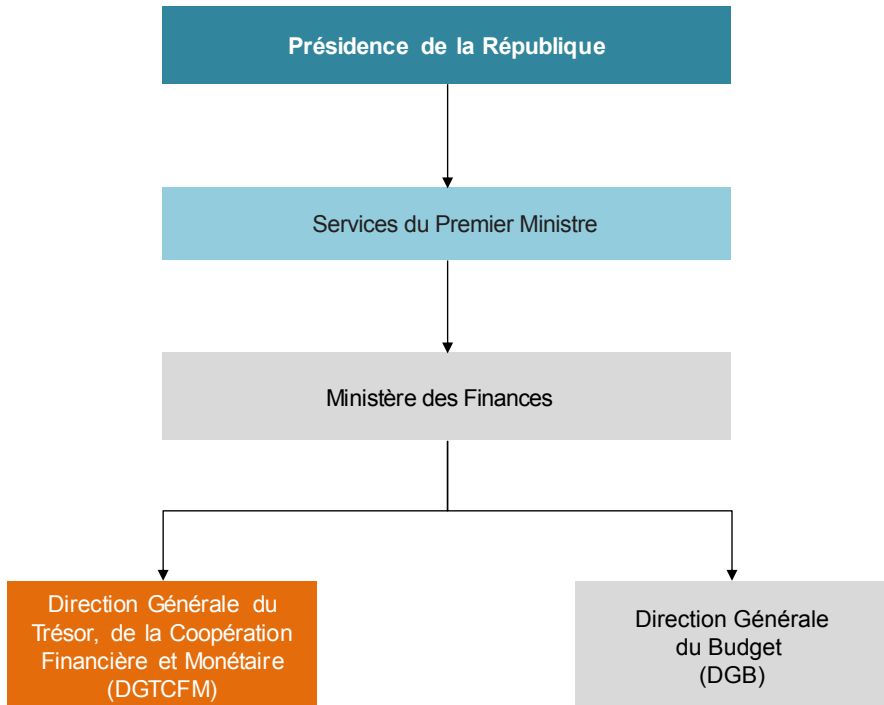 Présidence de la République
Services du Premier Ministre
Ministère des Finances
Direction Générale du
Trésor, de la Coopération
Financière et Monétaire
(DGTCFM)
Direction Générale
du Budget
(DGB)